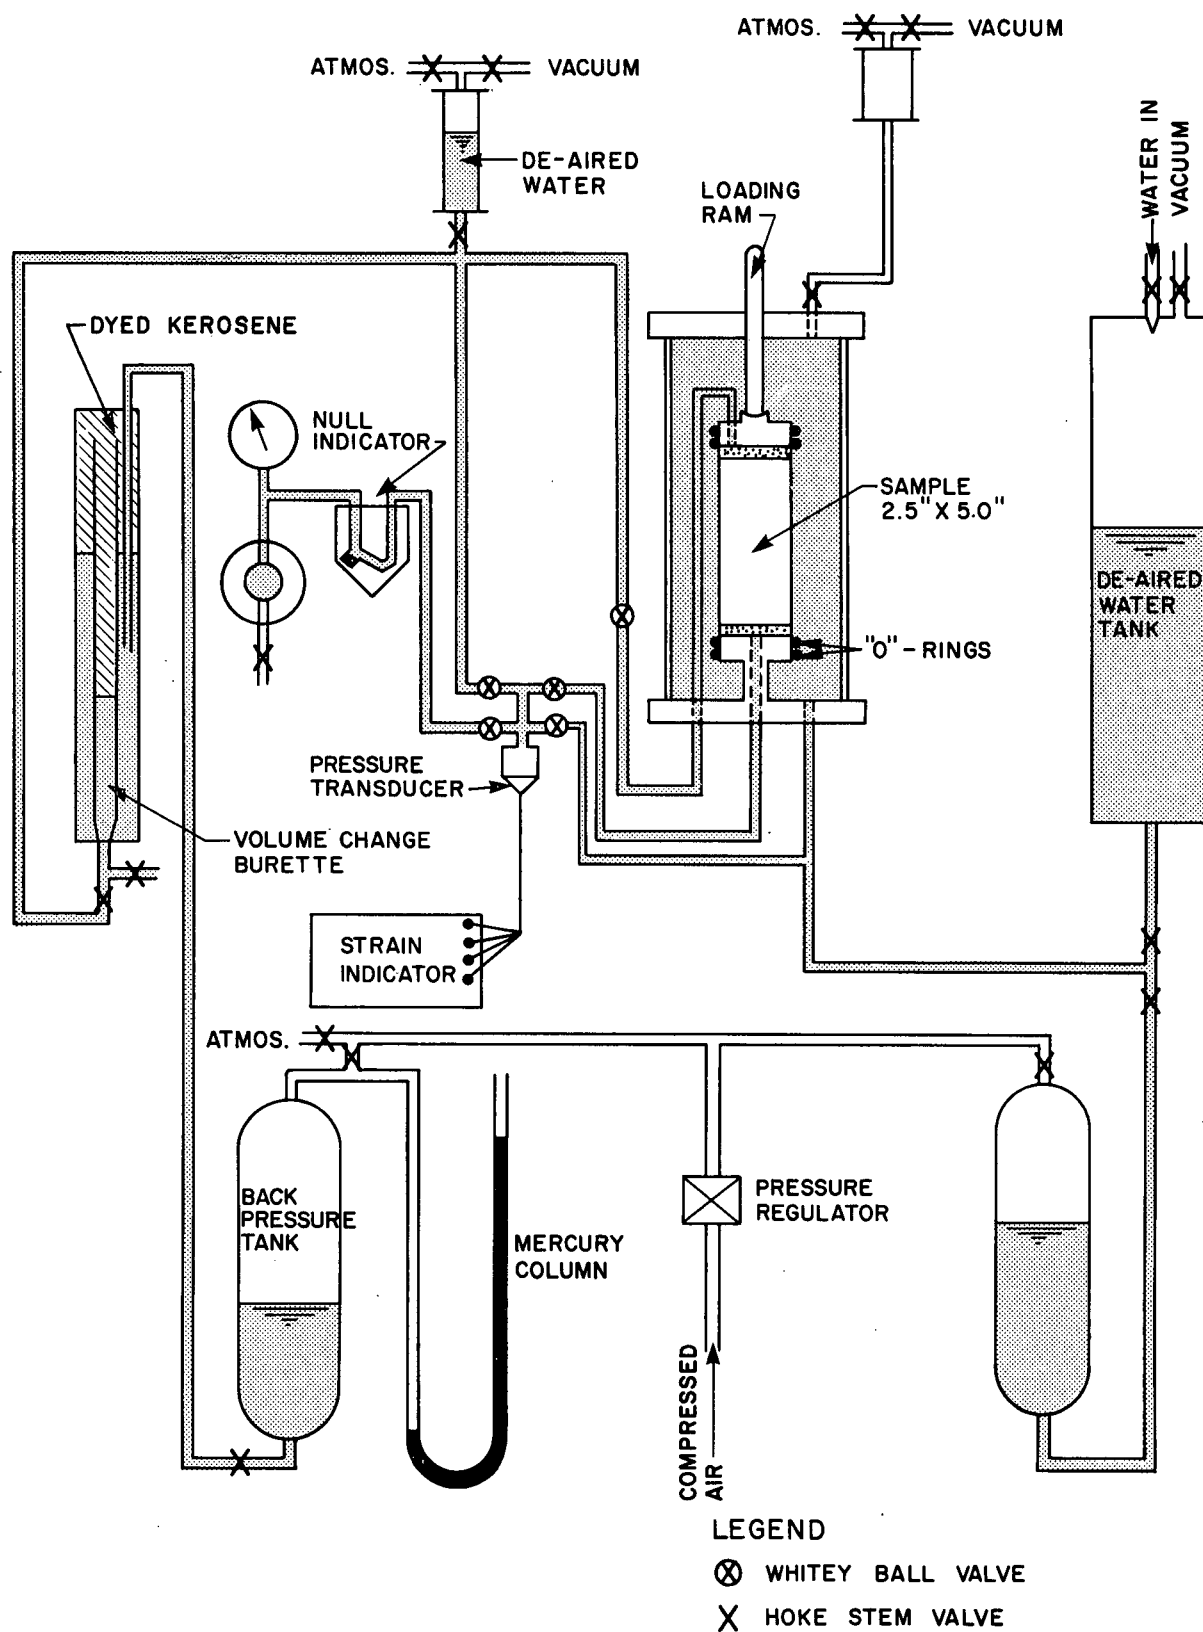 ATMOS.
VACUUM
ATMOS.
VACUUM
DE-AIRED
WATER
LOADING
RAM
WATER IN
VACUUM
DYED KEROSENE
NULL
INDICATOR
SAMPLE
2.5" X 5.0"
DE-AIRED
WATER
TANK
"O" - RINGS
PRESSURE
TRANSDUCER
VOLUME CHANGE
BURETTE
STRAIN
INDICATOR
ATMOS.
BACK
PRESSURE
TANK
MERCURY
COLUMN
PRESSURE
REGULATOR
COMPRESSED
AIR
LEGEND
WHITEY BALL VALVE
HOKE STEM VALVE